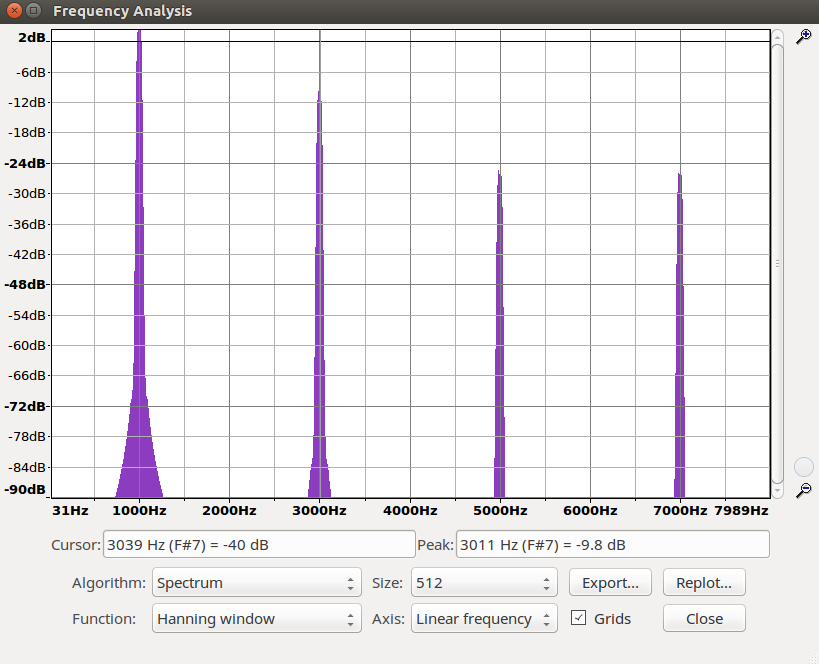 Frequency Analysis
2dB
-6dB
-12dB
-18dB
-24dB
-30dB
-36dB
-42dB
-48dB
-54dB
-60dB
-66dB
-72dB
-78dB
-84dB
-90dB
31Hz 1000Hz 2000Hz 3000Hz 4000Hz 5000Hz 6000Hz 7000Hz 7989Hz
Cursor: 3039 Hz (F#7) = -40 dB Peak: 3011 Hz (F#7) = -9.8 dB
Algorithm: Spectrum Size: 512 Export... Replot...
Function: Hanning window Axis: Linear frequency Grids Close